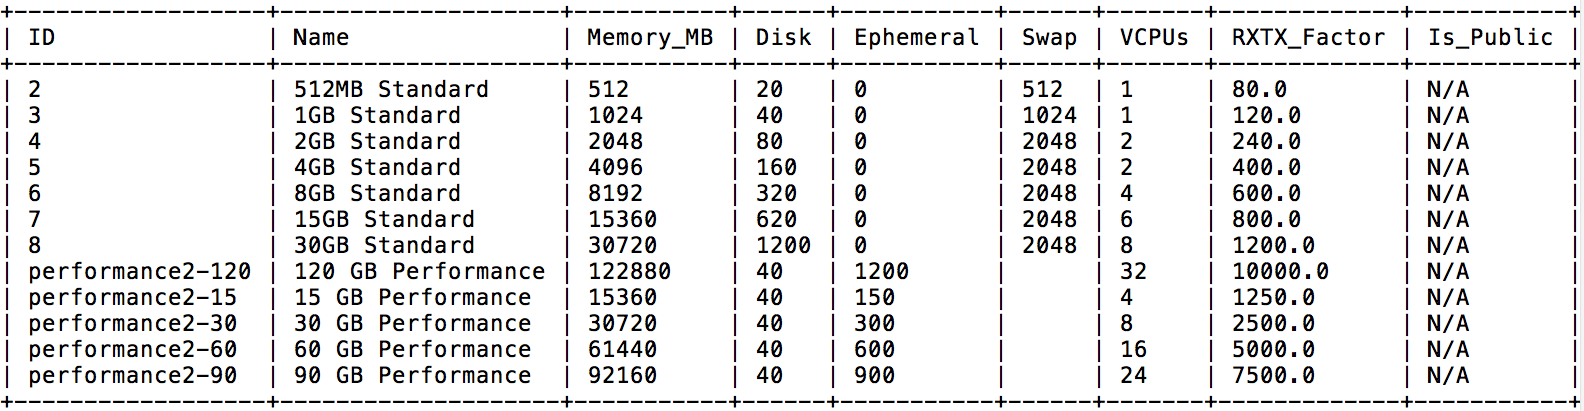 +-------------------+---------------------+-----------+------+-----------+------+-------+-------------+-----------+
| ID                | Name                | Memory_MB | Disk | Ephemeral | Swap | VCPUs | RXTX_Factor | Is_Public |
+-------------------+---------------------+-----------+------+-----------+------+-------+-------------+-----------+
| 2                 | 512MB Standard      | 512       | 20   | 0         | 512  | 1     | 80.0        | N/A       |
| 3                 | 1GB Standard        | 1024      | 40   | 0         | 1024 | 1     | 120.0       | N/A       |
| 4                 | 2GB Standard        | 2048      | 80   | 0         | 2048 | 2     | 240.0       | N/A       |
| 5                 | 4GB Standard        | 4096      | 160  | 0         | 2048 | 2     | 400.0       | N/A       |
| 6                 | 8GB Standard        | 8192      | 320  | 0         | 2048 | 4     | 600.0       | N/A       |
| 7                 | 15GB Standard       | 15360     | 620  | 0         | 2048 | 6     | 800.0       | N/A       |
| 8                 | 30GB Standard       | 30720     | 1200 | 0         | 2048 | 8     | 1200.0      | N/A       |
| performance2-120 | 120 GB Performance | 122880    | 40   | 1200      |      | 32    | 10000.0     | N/A       |
| performance2-15  | 15 GB Performance  | 15360     | 40   | 150       |      | 4     | 1250.0      | N/A       |
| performance2-30  | 30 GB Performance  | 30720     | 40   | 300       |      | 8     | 2500.0      | N/A       |
| performance2-60  | 60 GB Performance  | 61440     | 40   | 600       |      | 16    | 5000.0      | N/A       |
| performance2-90  | 90 GB Performance  | 92160     | 40   | 900       |      | 24    | 7500.0      | N/A       |
+-------------------+---------------------+-----------+------+-----------+------+-------+-------------+-----------+